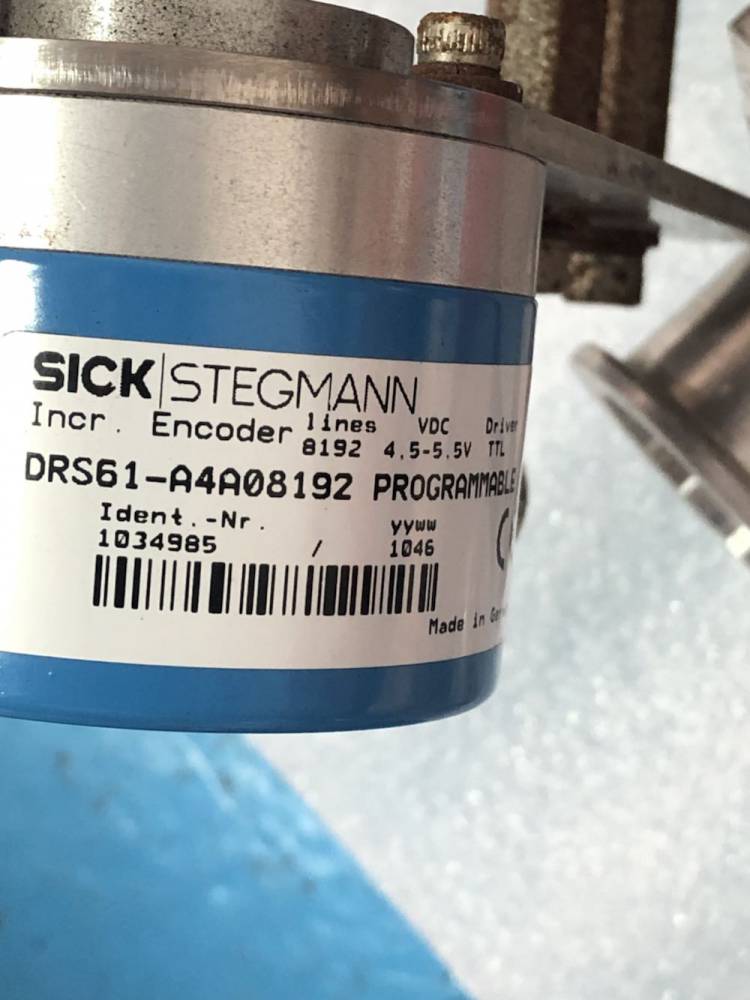 SICK|STEGMANN
Incr. Encoder lines VDC Driver
8192 4,5-5,5V TTL
DRS61-A4A08192 PROGRAMMABLE
Ident.-Nr. yyww
1034985 / 1046
Made in